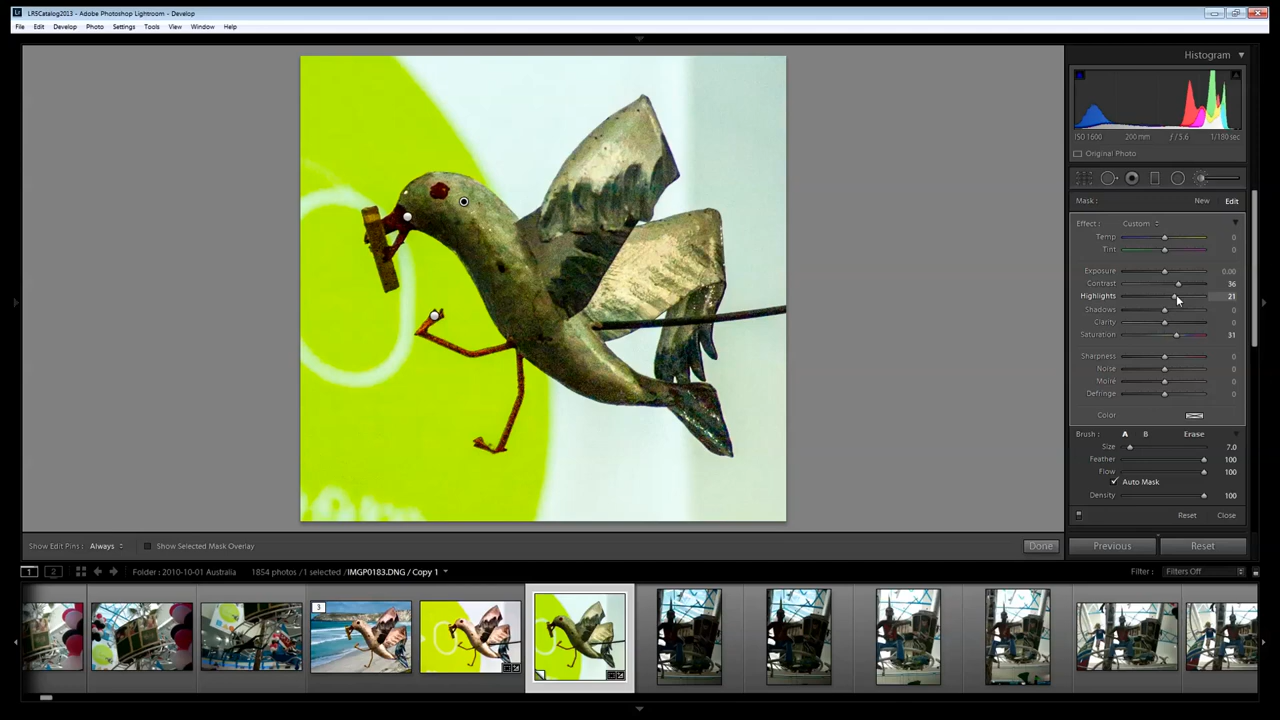 LRSCatalog2013 - Adobe Photoshop Lightroom - Develop
File Edit Develop Photo Settings Tools View Window Help
Histogram
ISO 1600 200 mm ƒ / 5.6 1/180 sec
Original Photo
Mask : New Edit
Effect : Custom
Temp 0
Tint 0
Exposure 0.00
Contrast 36
Highlights 21
Shadows 0
Clarity 0
Saturation 31
Sharpness 0
Noise 0
Moiré 0
Defringe 0
Color
Brush : A B Erase
Size 7.0
Feather 100
Flow 100
Auto Mask
Density 100
Reset Close
Show Edit Pins : Always Show Selected Mask Overlay Done
Previous Reset
1 2 Folder : 2010-10-01 Australia 1854 photos / 1 selected / IMGP0183.DNG / Copy 1 Filter : Filters Off
3